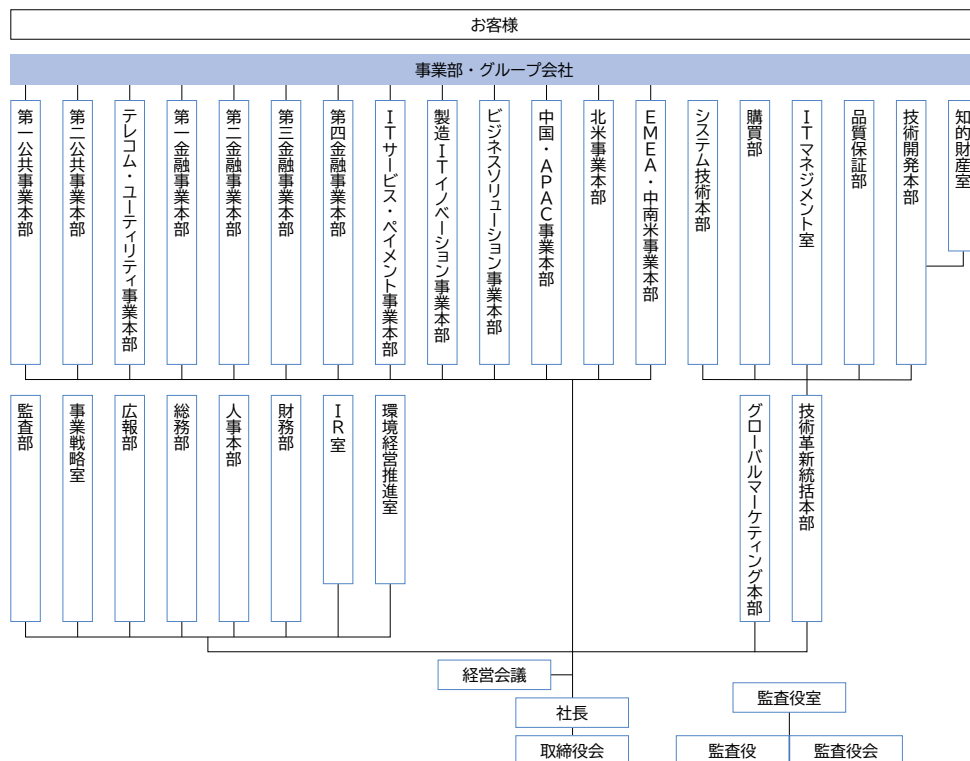 お客様
事業部・グループ会社
第一公共事業本部
第二公共事業本部
テレコム・ユーティリティ事業本部
第一金融事業本部
第二金融事業本部
第三金融事業本部
第四金融事業本部
ITサービス・ペイメント事業本部
製造ITイノベーション事業本部
ビジネスソリューション事業本部
中国・APAC事業本部
北米事業本部
EMEA・中南米事業本部
システム技術本部
購買部
ITマネジメント室
品質保証部
技術開発本部
知的財産室
監査部
事業戦略室
広報部
総務部
人事本部
財務部
IR室
環境経営推進室
グローバルマーケティング本部
技術革新統括本部
経営会議
社長
取締役会
監査役室
監査役
監査役会